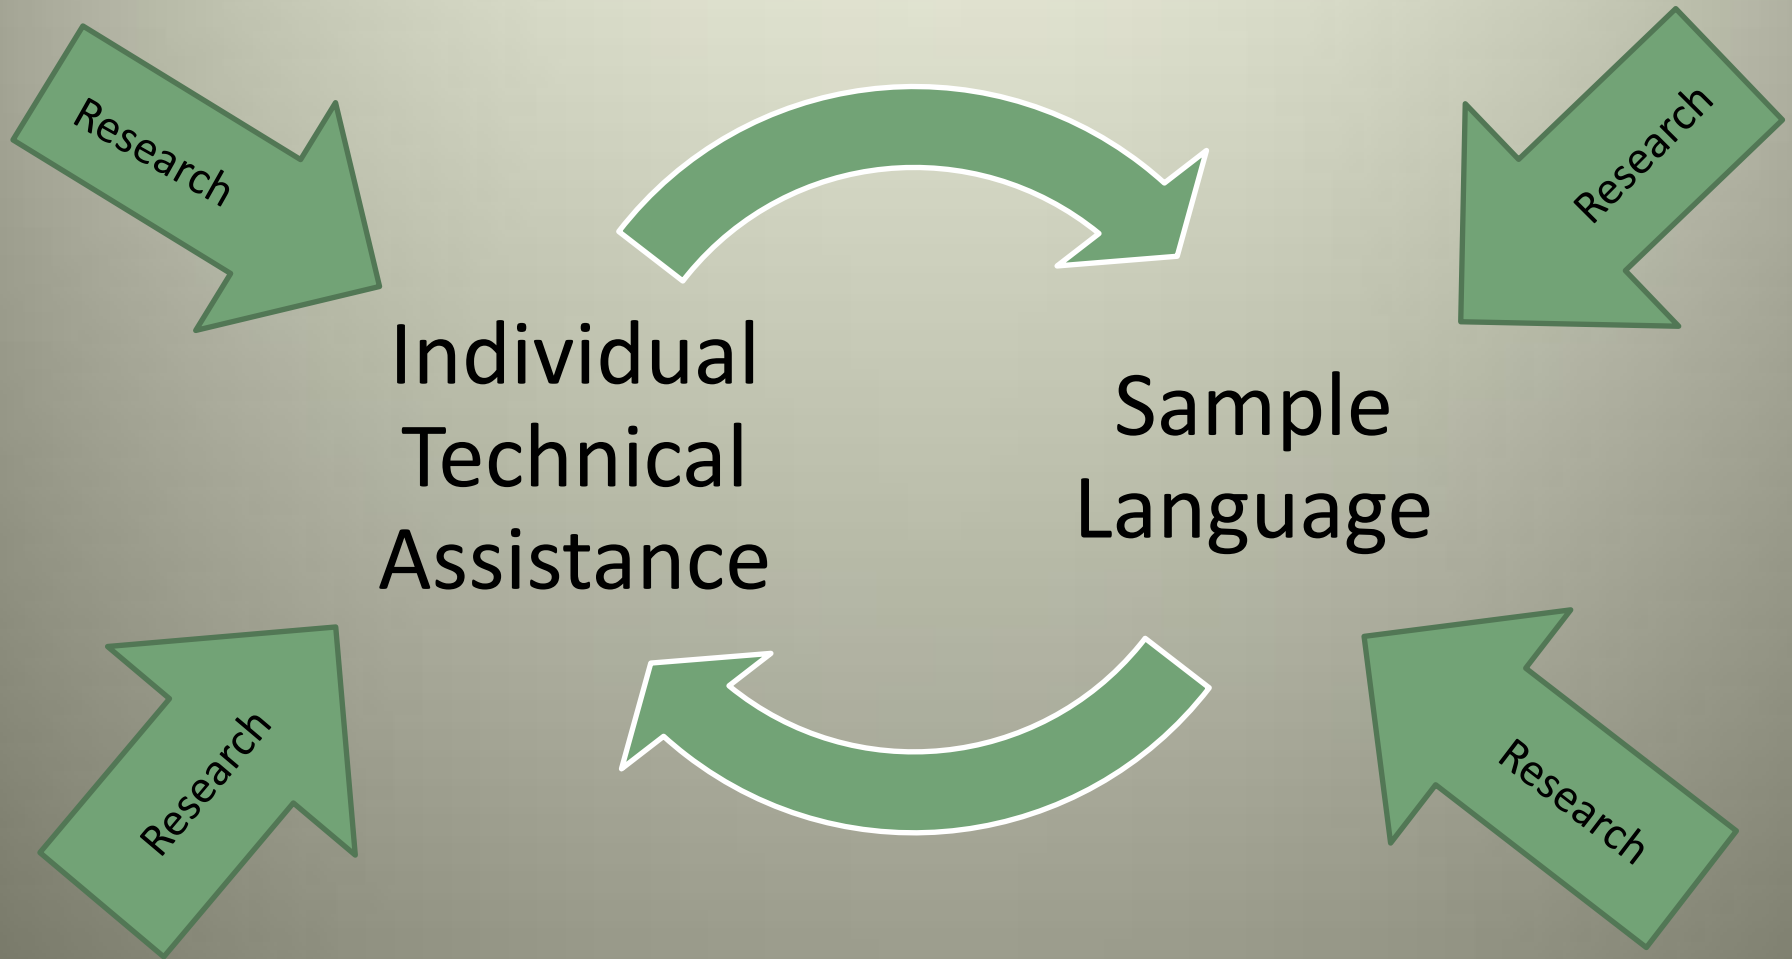 Research
Research
Individual
Technical
Assistance
Sample
Language
Research
Research